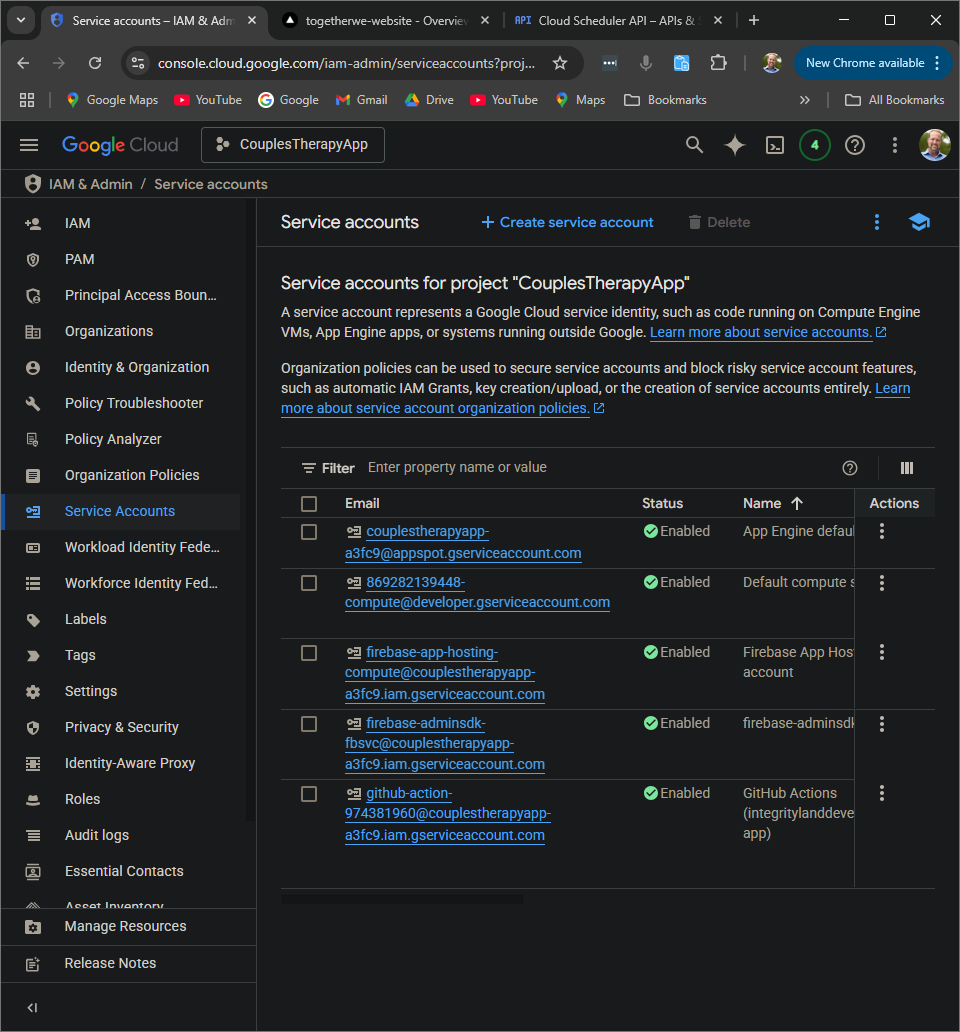 Service accounts – IAM & Adm
togetherwe-website - Overview
API Cloud Scheduler API – APIs & S
console.cloud.google.com/iam-admin/serviceaccounts?proj...
New Chrome available
Google Maps
YouTube
Google
Gmail
Drive
YouTube
Maps
Bookmarks
All Bookmarks
Google Cloud
CouplesTherapyApp
4
IAM & Admin / Service accounts
IAM
PAM
Principal Access Boun...
Organizations
Identity & Organization
Policy Troubleshooter
Policy Analyzer
Organization Policies
Service Accounts
Workload Identity Fede...
Workforce Identity Fed...
Labels
Tags
Settings
Privacy & Security
Identity-Aware Proxy
Roles
Audit logs
Essential Contacts
Asset Inventory
Manage Resources
Release Notes
Service accounts
+ Create service account
Delete
Service accounts for project "CouplesTherapyApp"
A service account represents a Google Cloud service identity, such as code running on Compute Engine
VMs, App Engine apps, or systems running outside Google. Learn more about service accounts.
Organization policies can be used to secure service accounts and block risky service account features,
such as automatic IAM Grants, key creation/upload, or the creation of service accounts entirely. Learn
more about service account organization policies.
Filter Enter property name or value
Email Status Name Actions
couplestherapyapp- Enabled App Engine defaul
a3fc9@appspot.gserviceaccount.com
869282139448- Enabled Default compute s
compute@developer.gserviceaccount.com
firebase-app-hosting- Enabled Firebase App Hos
compute@couplestherapyapp- account
a3fc9.iam.gserviceaccount.com
firebase-adminsdk- Enabled firebase-adminsdk
fbsvc@couplestherapyapp-
a3fc9.iam.gserviceaccount.com
github-action- Enabled GitHub Actions
974381960@couplestherapyapp- (integritylanddeve
a3fc9.iam.gserviceaccount.com app)